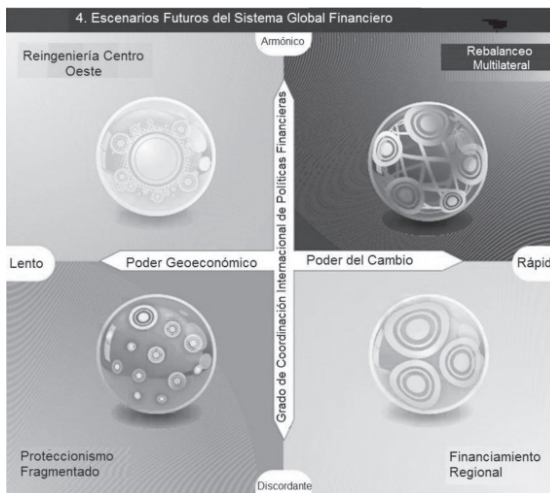 4. Escenarios Futuros del Sistema Global Financiero
Armónico
Reingeniería Centro
Oeste
Rebalanceo
Multilateral
Grado de Coordinación Internacional de Políticas Financieras
Lento
Poder Geoeconómico
Poder del Cambio
Rápid
Proteccionismo
Fragmentado
Financiamiento
Regional
Discordante